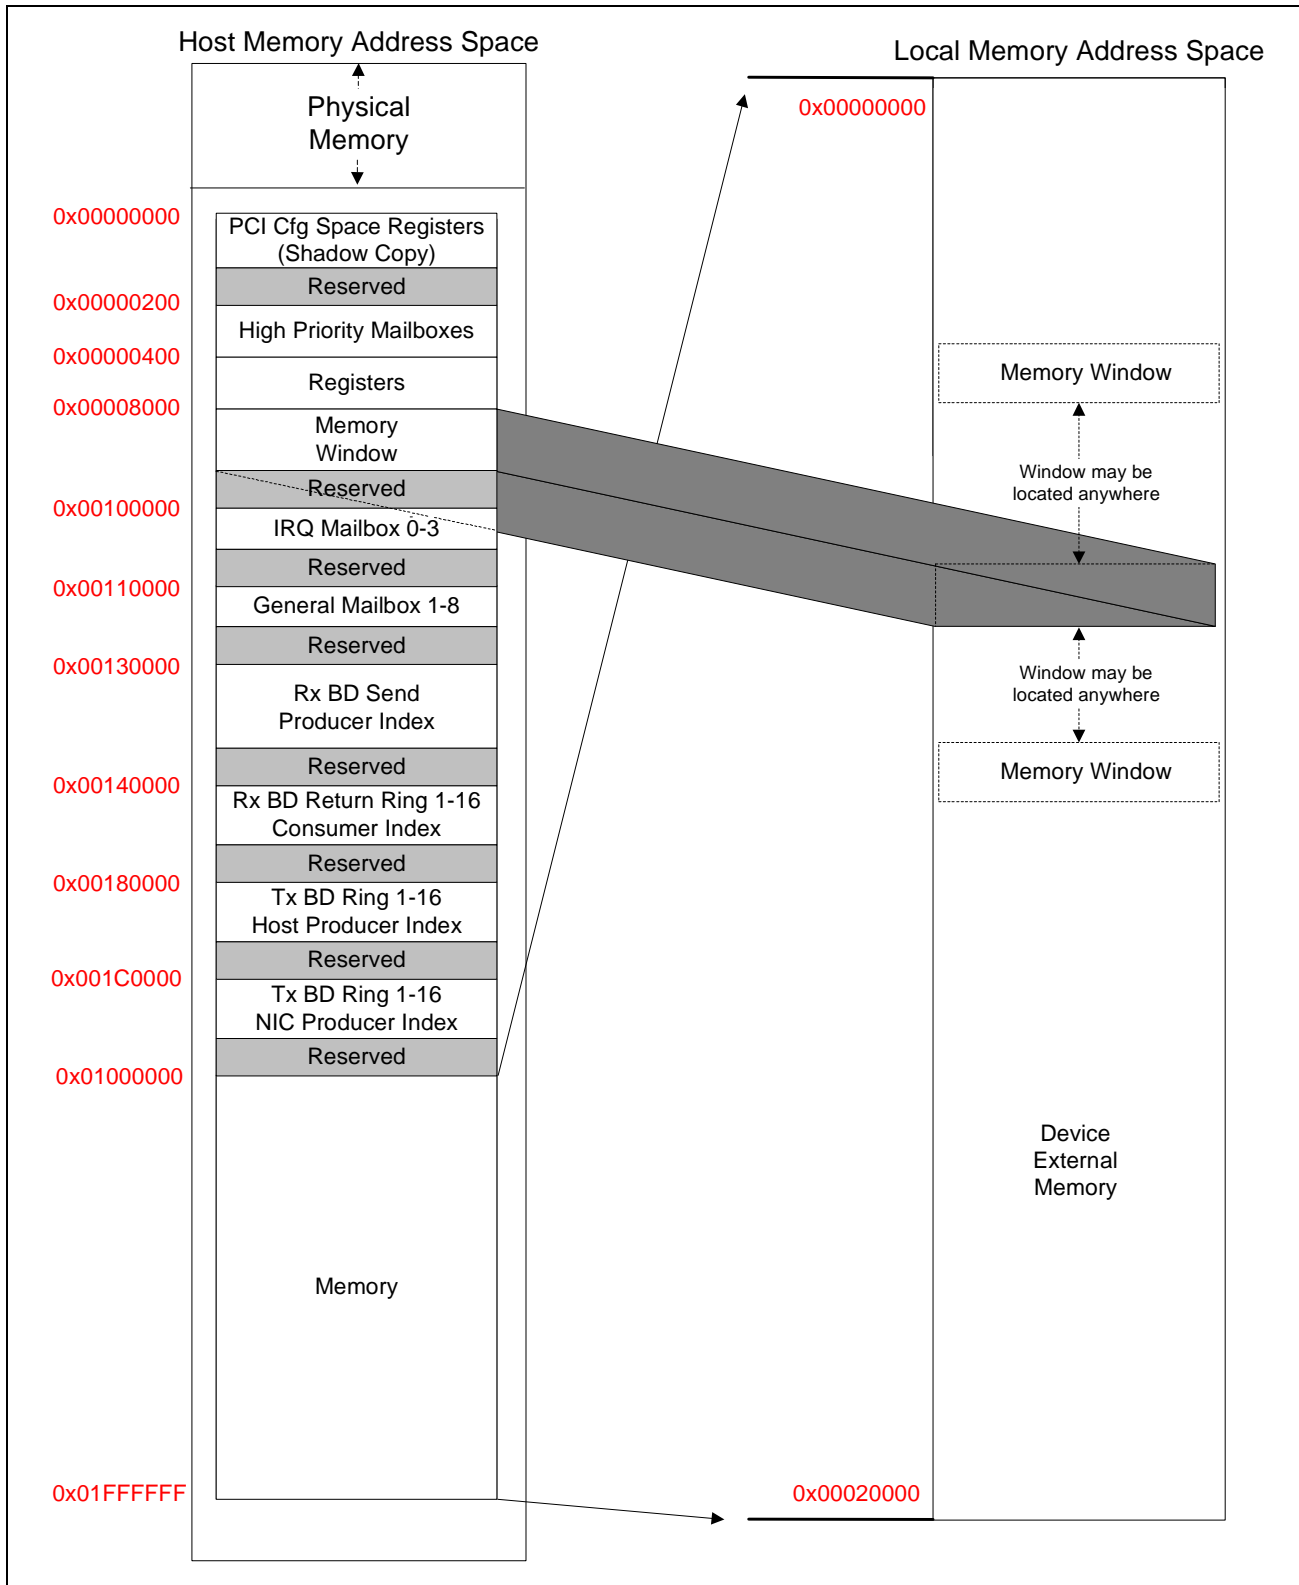 Host Memory Address Space
Physical
Memory
0x00000000
PCI Cfg Space Registers
(Shadow Copy)
Reserved
0x00000200
High Priority Mailboxes
0x00000400
Registers
0x00008000
Memory
Window
Reserved
0x00100000
IRQ Mailbox 0-3
Reserved
0x00110000
General Mailbox 1-8
Reserved
0x00130000
Rx BD Send
Producer Index
Reserved
0x00140000
Rx BD Return Ring 1-16
Consumer Index
Reserved
0x00180000
Tx BD Ring 1-16
Host Producer Index
Reserved
0x001C0000
Tx BD Ring 1-16
NIC Producer Index
Reserved
0x01000000
Memory
0x01FFFFFF
Local Memory Address Space
0x00000000
Memory Window
Window may be
located anywhere
Window may be
located anywhere
Memory Window
Device
External
Memory
0x00020000